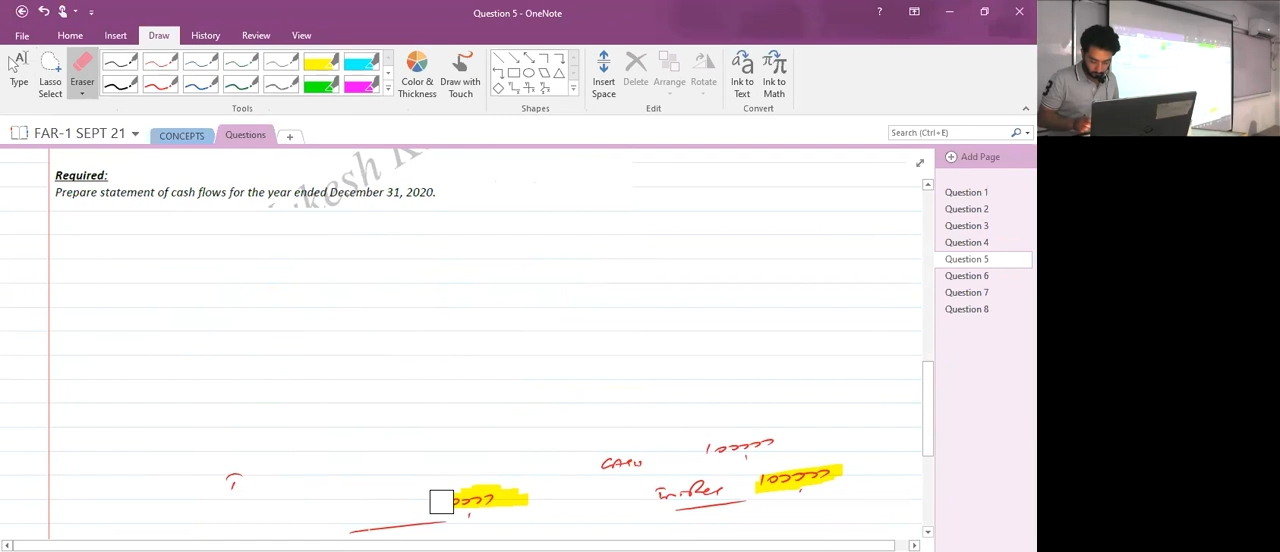 Question 5 - OneNote
?
File Home Insert Draw History Review View
Type
Lasso Select
Eraser
Color & Thickness
Draw with Touch
Insert Space
Delete
Arrange
Rotate
Ink to Text
Ink to Math
Tools Shapes Edit Convert
FAR-1 SEPT 21 CONCEPTS Questions
Search (Ctrl+E)
Add Page
Question 1
Question 2
Question 3
Question 4
Question 5
Question 6
Question 7
Question 8
Required:
Prepare statement of cash flows for the year ended December 31, 2020.